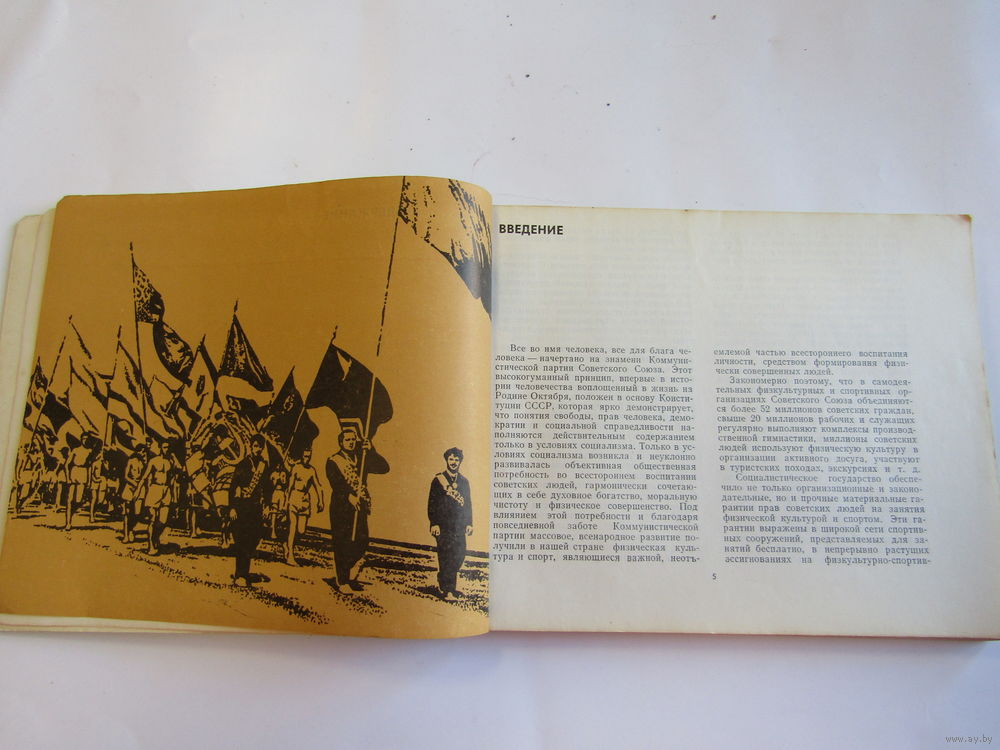 ВВЕДЕНИЕ
Все во имя человека, все для блага че-
ловека — начертано на знамени Коммуни-
стической партии Советского Союза. Этот
высокогуманный принцип, впервые в исто-
рии человечества воплощенный в жизнь на
Родине Октября, положен в основу Консти-
туции СССР, которая ярко демонстрирует,
что понятия свободы, прав человека, демо-
кратии и социальной справедливости на-
полняются действительным содержанием
только в условиях социализма. Только в ус-
ловиях социализма возникла и неуклонно
развивалась объективная общественная
потребность во всестороннем воспитании
советских людей, гармонически сочетаю-
щих в себе духовное богатство, моральную
чистоту и физическое совершенство. Под
влиянием этой потребности и благодаря
повседневной заботе Коммунистической
партии массовое, всенародное развитие по-
лучили в нашей стране физическая куль-
тура и спорт, являющиеся важной, неотъ-
емлемой частью всестороннего воспитания
личности, средством формирования физи-
чески совершенных людей.
Закономерно поэтому, что в самодея-
тельных физкультурных и спортивных ор-
ганизациях Советского Союза объединяют-
ся более 52 миллионов советских граждан,
свыше 20 миллионов рабочих и служащих
регулярно выполняют комплексы производ-
ственной гимнастики, миллионы советских
людей используют физическую культуру в
организации активного досуга, участвуют
в туристских походах, экскурсиях и т. д.
Социалистическое государство обеспе-
чило не только организационные и законо-
дательные, но и прочные материальные га-
рантии прав советских людей на занятия
физической культурой и спортом. Эти га-
рантии выражены в широкой сети спортив-
ных сооружений, представляемых для за-
нятий бесплатно, в непрерывно растущих
ассигнованиях на физкультурно-спортив-
5
www.ay.by